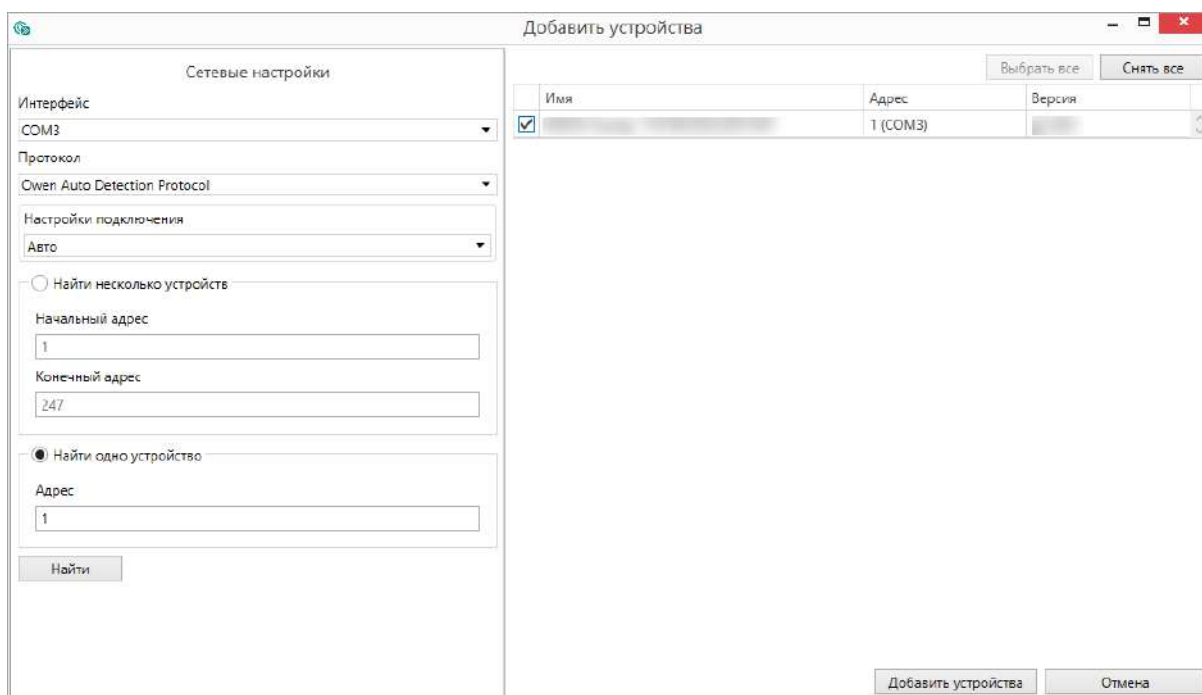 Добавить устройства
Сетевые настройки
Интерфейс
COM3
Протокол
Owen Auto Detection Protocol
Настройки подключения
Авто
Найти несколько устройств
Начальный адрес
1
Конечный адрес
247
Найти одно устройство
Адрес
1
Найти
Выбрать все Снять все
Имя Адрес Версия
1 (COM3)
Добавить устройства Отмена